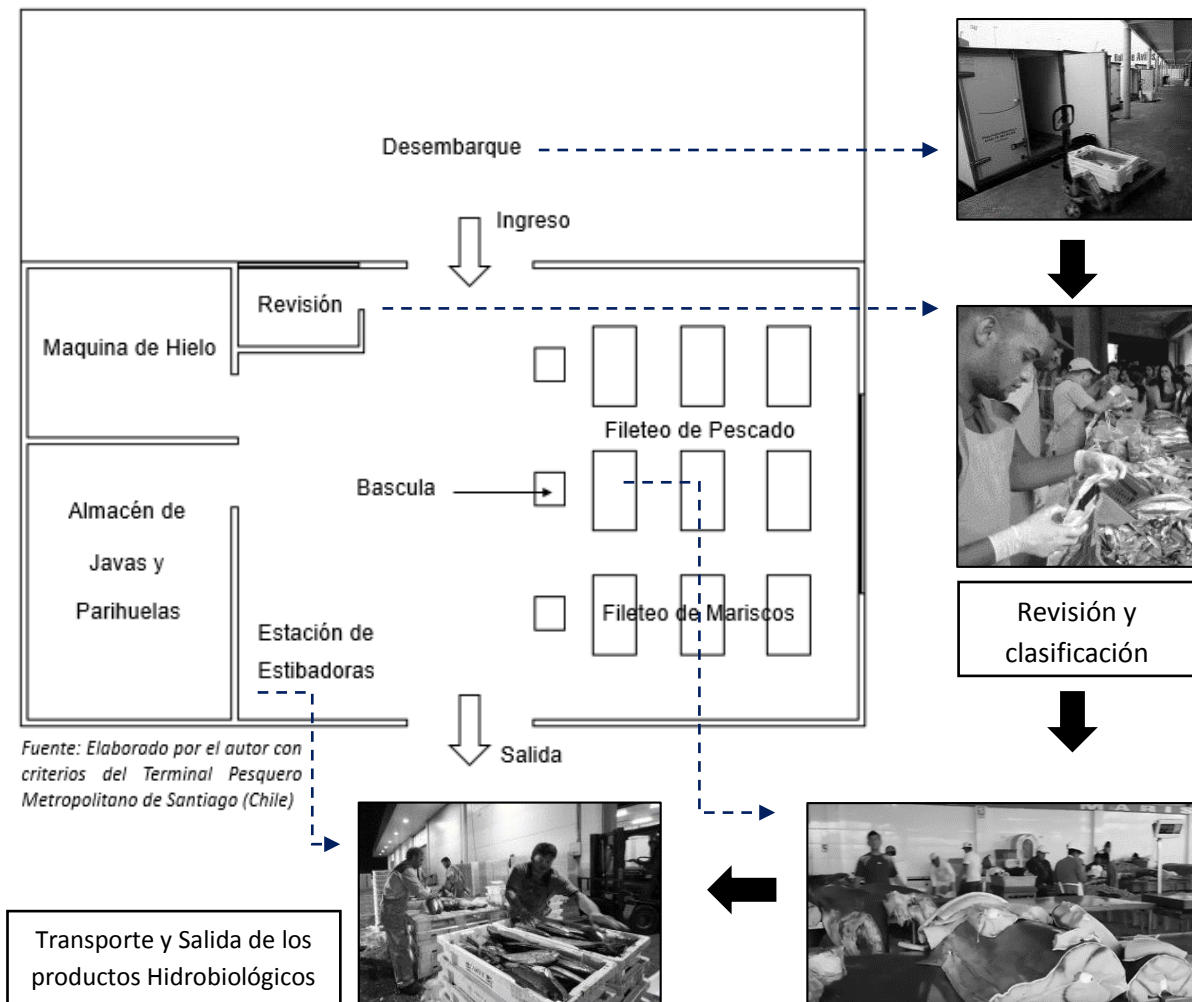 Desembarque
Ingreso
Revisión
Maquina de Hielo
Fileteo de Pescado
Bascula
Almacén de
Javas y
Parihuelas
Fileteo de Mariscos
Estación de
Estibadoras
Salida
Fuente: Elaborado por el autor con
criterios del Terminal Pesquero
Metropolitano de Santiago (Chile)
Revisión y
clasificación
Transporte y Salida de los
productos Hidrobiológicos